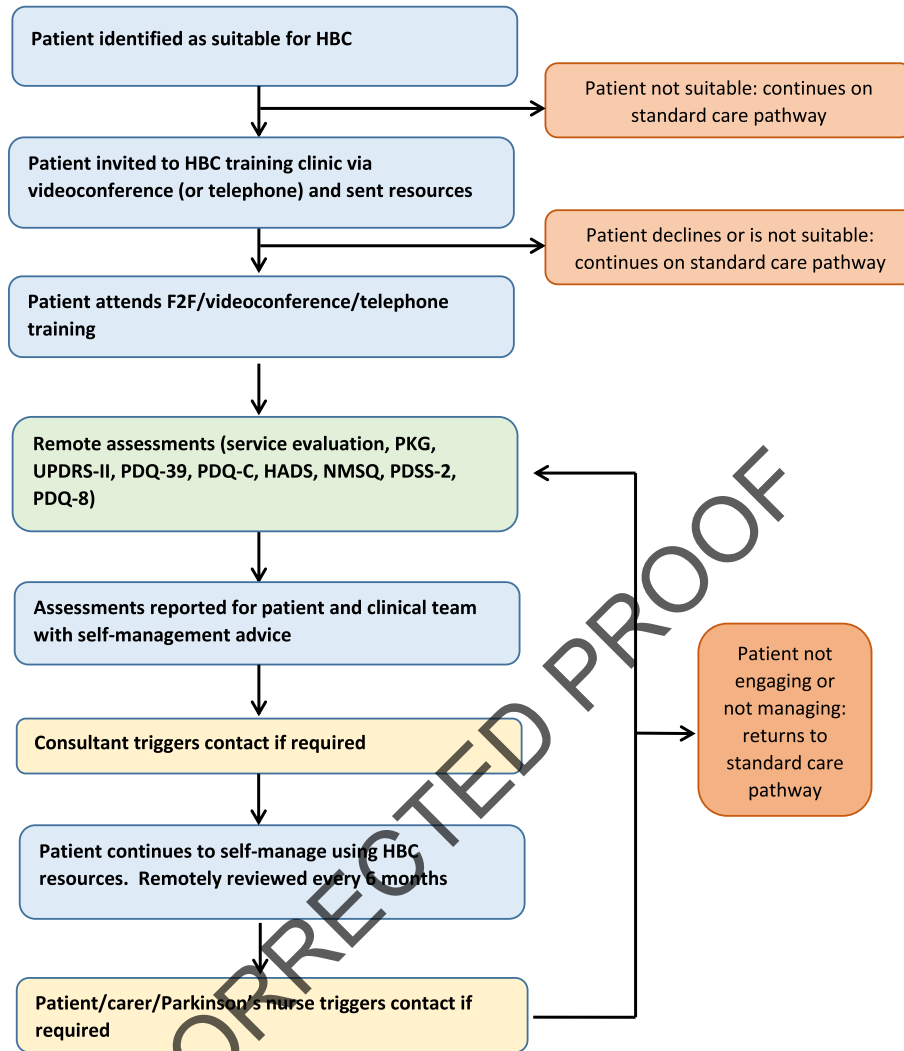 Patient identified as suitable for HBC
Patient not suitable: continues on
standard care pathway
Patient invited to HBC training clinic via
videoconference (or telephone) and sent resources
Patient declines or is not suitable:
continues on standard care pathway
Patient attends F2F/videoconference/telephone
training
Remote assessments (service evaluation, PKG,
UPDRS-II, PDQ-39, PDQ-C, HADS, NMSQ, PDSS-2,
PDQ-8)
Assessments reported for patient and clinical team
with self-management advice
Patient not
engaging or
not managing:
returns to
standard care
pathway
Consultant triggers contact if required
Patient continues to self-manage using HBC
resources.  Remotely reviewed every 6 months
Patient/carer/Parkinson's nurse triggers contact if
required
ORRECTED PROOF